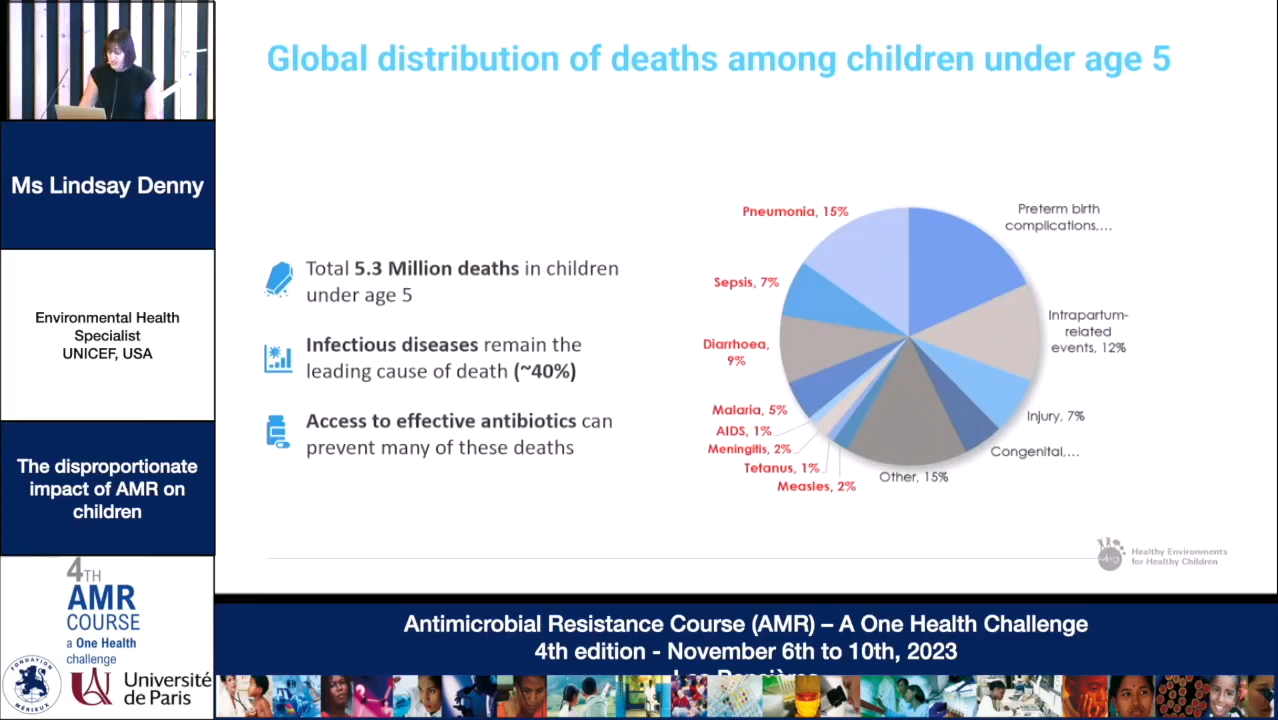 Global distribution of deaths among children under age 5
Ms Lindsay Denny
Environmental Health
Specialist
UNICEF, USA
The disproportionate
impact of AMR on
children
4TH
AMR
COURSE
a One Health
challenge
FONDATION
MÉRIEUX
Université
de Paris
Total 5.3 Million deaths in children
under age 5
Infectious diseases remain the
leading cause of death (~40%)
Access to effective antibiotics can
prevent many of these deaths
Pneumonia, 15%
Sepsis, 7%
Diarrhoea,
9%
Malaria, 5%
AIDS, 1%
Meningitis, 2%
Tetanus, 1%
Measles, 2%
Preterm birth
complications,...
Intrapartum-
related
events, 12%
Injury, 7%
Congenital,...
Other, 15%
Healthy Environments
for Healthy Children
Antimicrobial Resistance Course (AMR) – A One Health Challenge
4th edition - November 6th to 10th, 2023